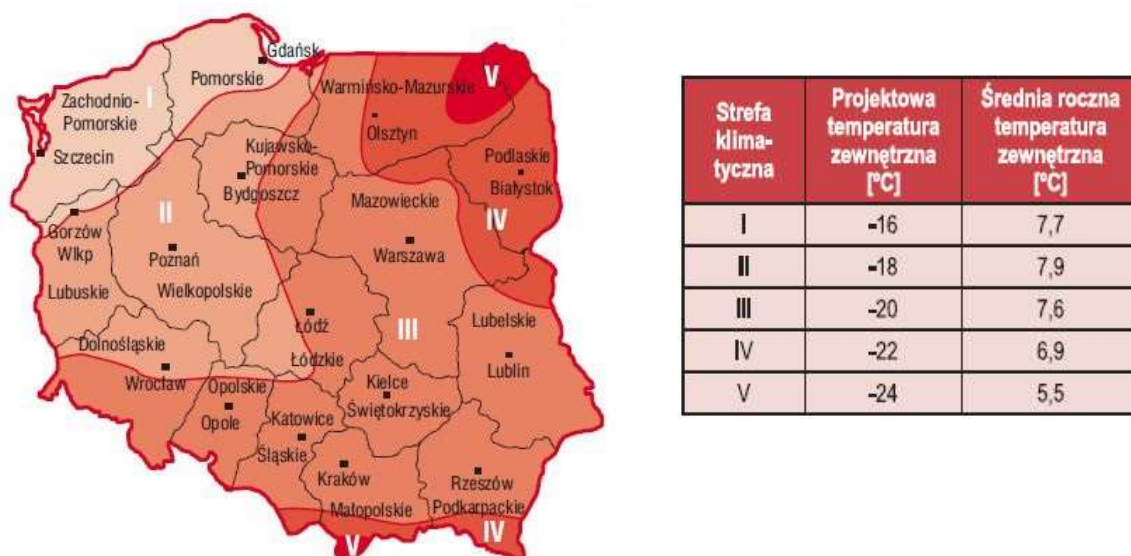 Gdańsk
Pomorskie
V
Warmińsko-Mazurskie
I
Zachodnio-
Pomorskie
Olsztyn
Szczecin
Kujawsko-
Pomorskie
Podlaskie
Bydgoszcz
Białystok
Mazowieckie
II
IV
Gorzów
Wlkp
Poznań
Warszawa
Lubuskie
Wielkopolskie
Łódź
III
Lubelskie
Dolnośląskie
Łódzkie
Lublin
Wrocław
Opolskie
Kielce
Świętokrzyskie
Opole
Katowice
Śląskie
Kraków
Rzeszów
Małopolskie
Podkarpackie
IV
V
Strefa
klima-
tyczna
Projektowa
temperatura
zewnętrzna
[ºC]
Średnia roczna
temperatura
zewnętrzna
[°C]
I -16 7,7
II -18 7,9
III -20 7,6
IV -22 6,9
V -24 5,5